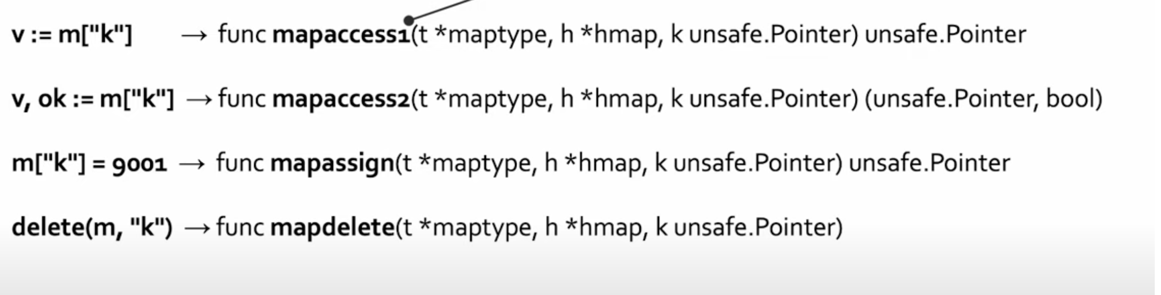 v := m["k"] → func mapaccess1(t *maptype, h *hmap, k unsafe.Pointer) unsafe.Pointer
v, ok := m["k"] → func mapaccess2(t *maptype, h *hmap, k unsafe.Pointer) (unsafe.Pointer, bool)
m["k"] = 9001 → func mapassign(t *maptype, h *hmap, k unsafe.Pointer) unsafe.Pointer
delete(m, "k") → func mapdelete(t *maptype, h *hmap, k unsafe.Pointer)